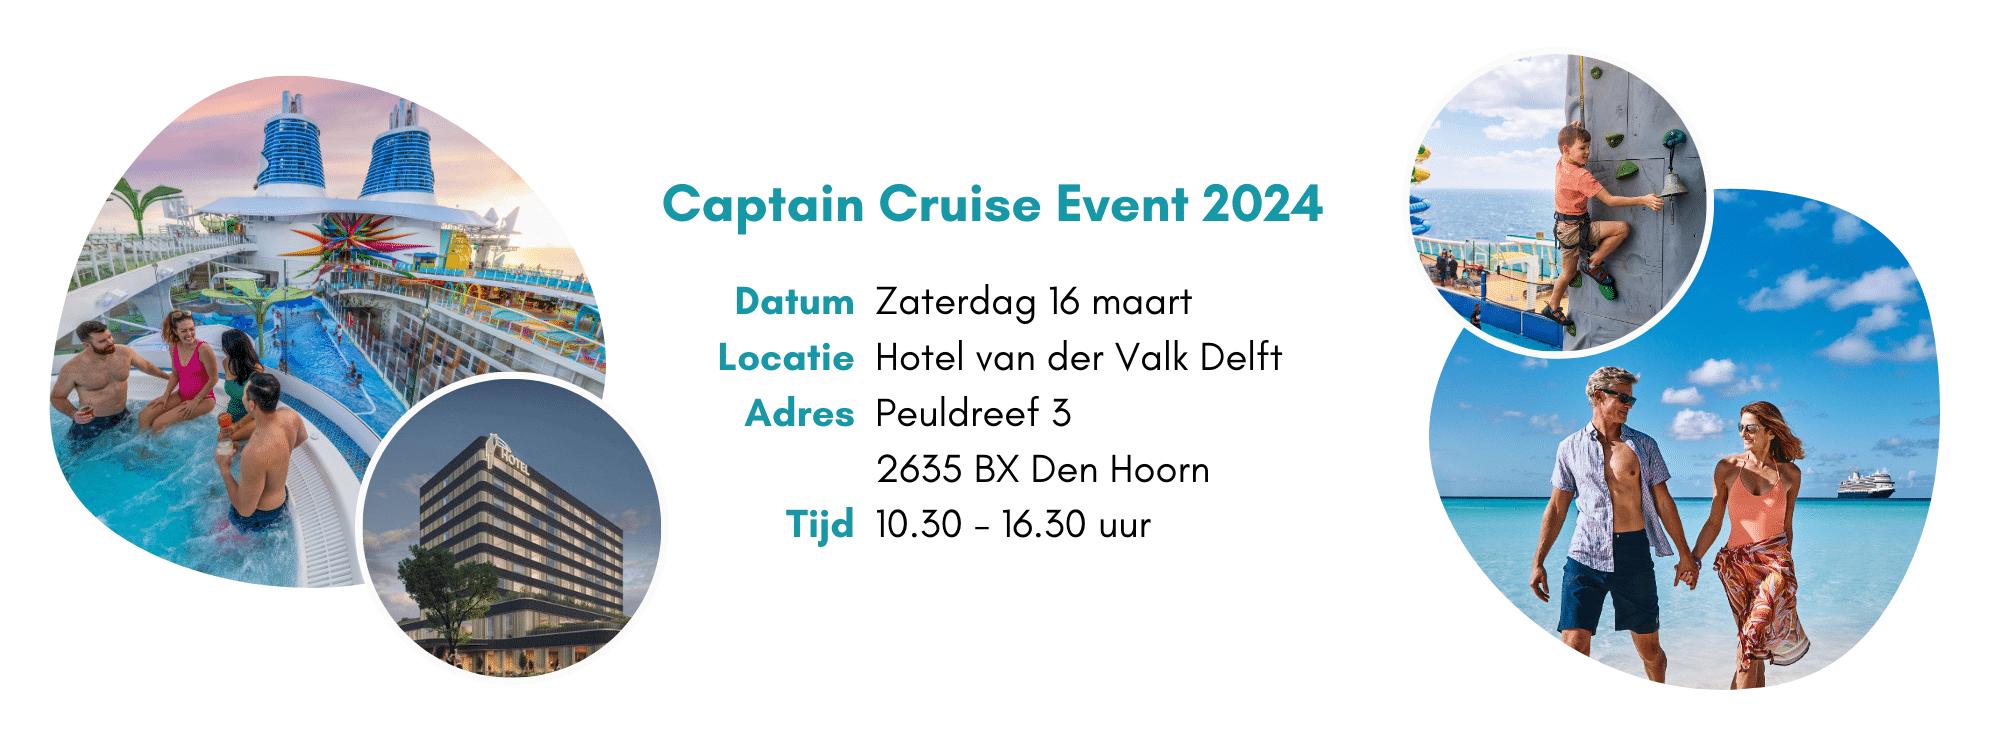 Captain Cruise Event 2024
Datum Zaterdag 16 maart
Locatie Hotel van der Valk Delft
Adres Peuldreef 3
2635 BX Den Hoorn
Tijd 10.30 - 16.30 uur
HOTEL